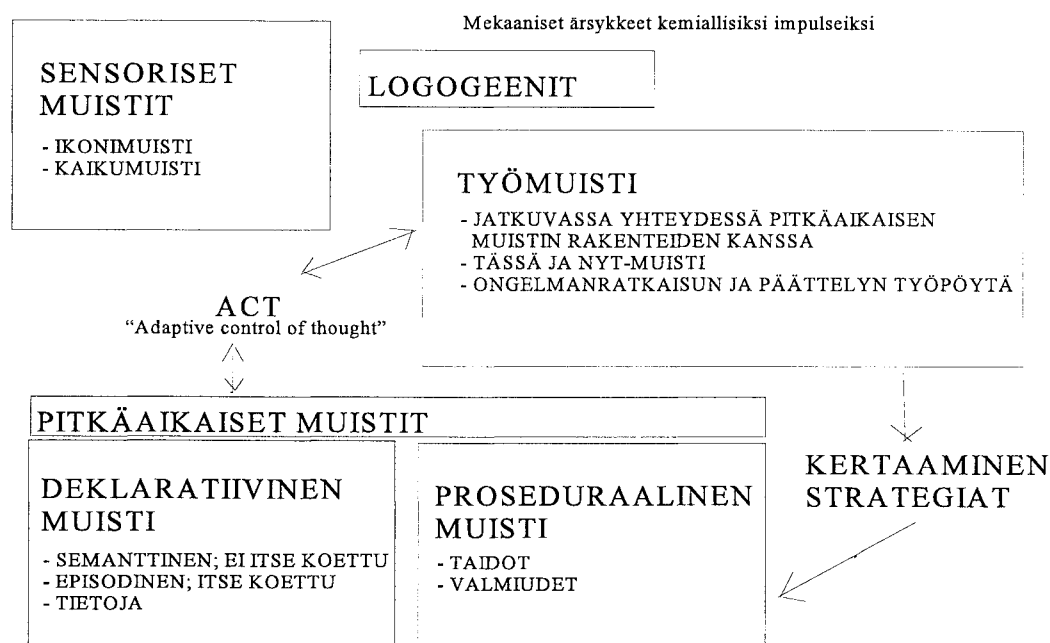 Mekaaniset ärsykkeet kemiallisiksi impulseiksi
SENSORISET
MUISTIT
- IKONIMUISTI
- KAIKUMUISTI
LOGOGEENIT
TYÖMUISTI
- JATKUVASSA YHTEYDESSÄ PITKÄAIKAISEN
MUISTIN RAKENTEIDEN KANSSA
- TÄSSÄ JA NYT-MUISTI
- ONGELMANRATKAISUN JA PÄÄTTELYN TYÖPÖYTÄ
ACT
“Adaptive control of thought”
PITKÄAIKAISET MUISTIT
DEKLARATIIVINEN
MUISTI
- SEMANTTINEN; EI ITSE KOETTU
- EPISODINEN; ITSE KOETTU
- TIETOJA
PROSEDURAALINEN
MUISTI
- TAIDOT
- VALMIUDET
KERTAAMINEN
STRATEGIAT